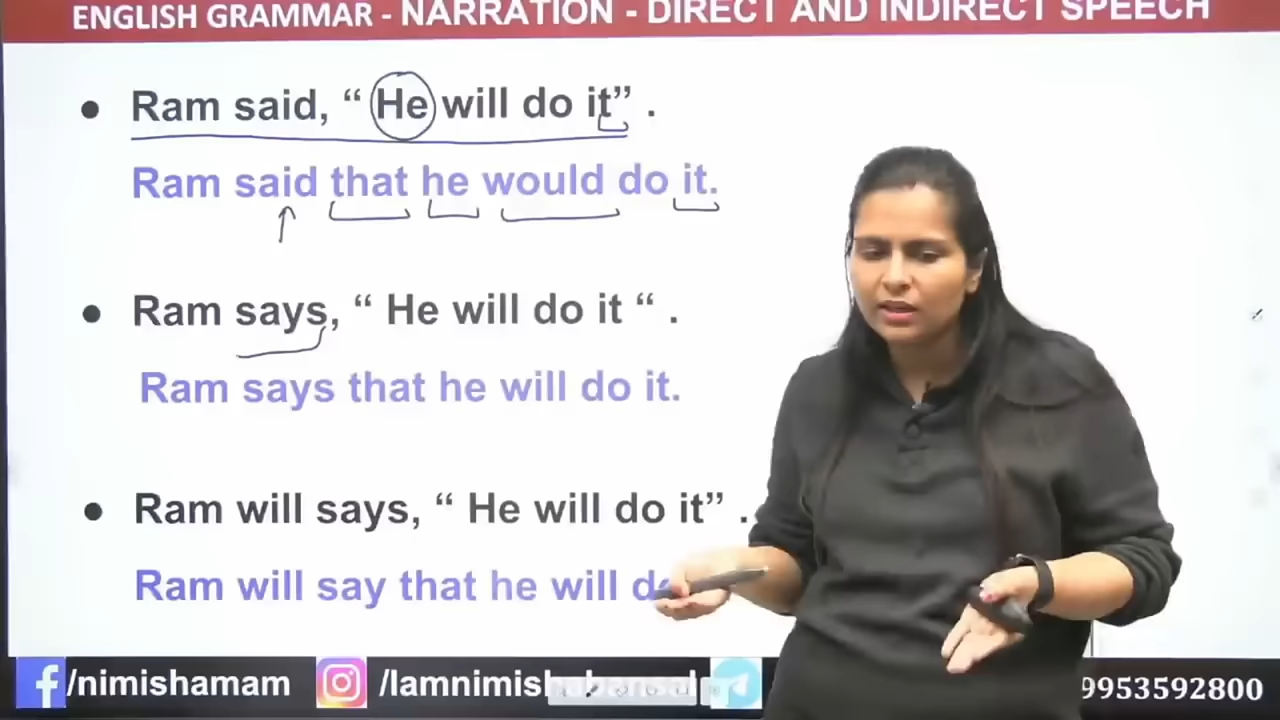 ENGLISH GRAMMAR - NARRATION - DIRECT AND INDIRECT SPEECH
● Ram said, “ He will do it” .
Ram said that he would do it.
● Ram says, “ He will do it “ .
Ram says that he will do it.
● Ram will says, “ He will do it” .
Ram will say that he will do
/nimishamam
/Iamnimishabansal
9953592800